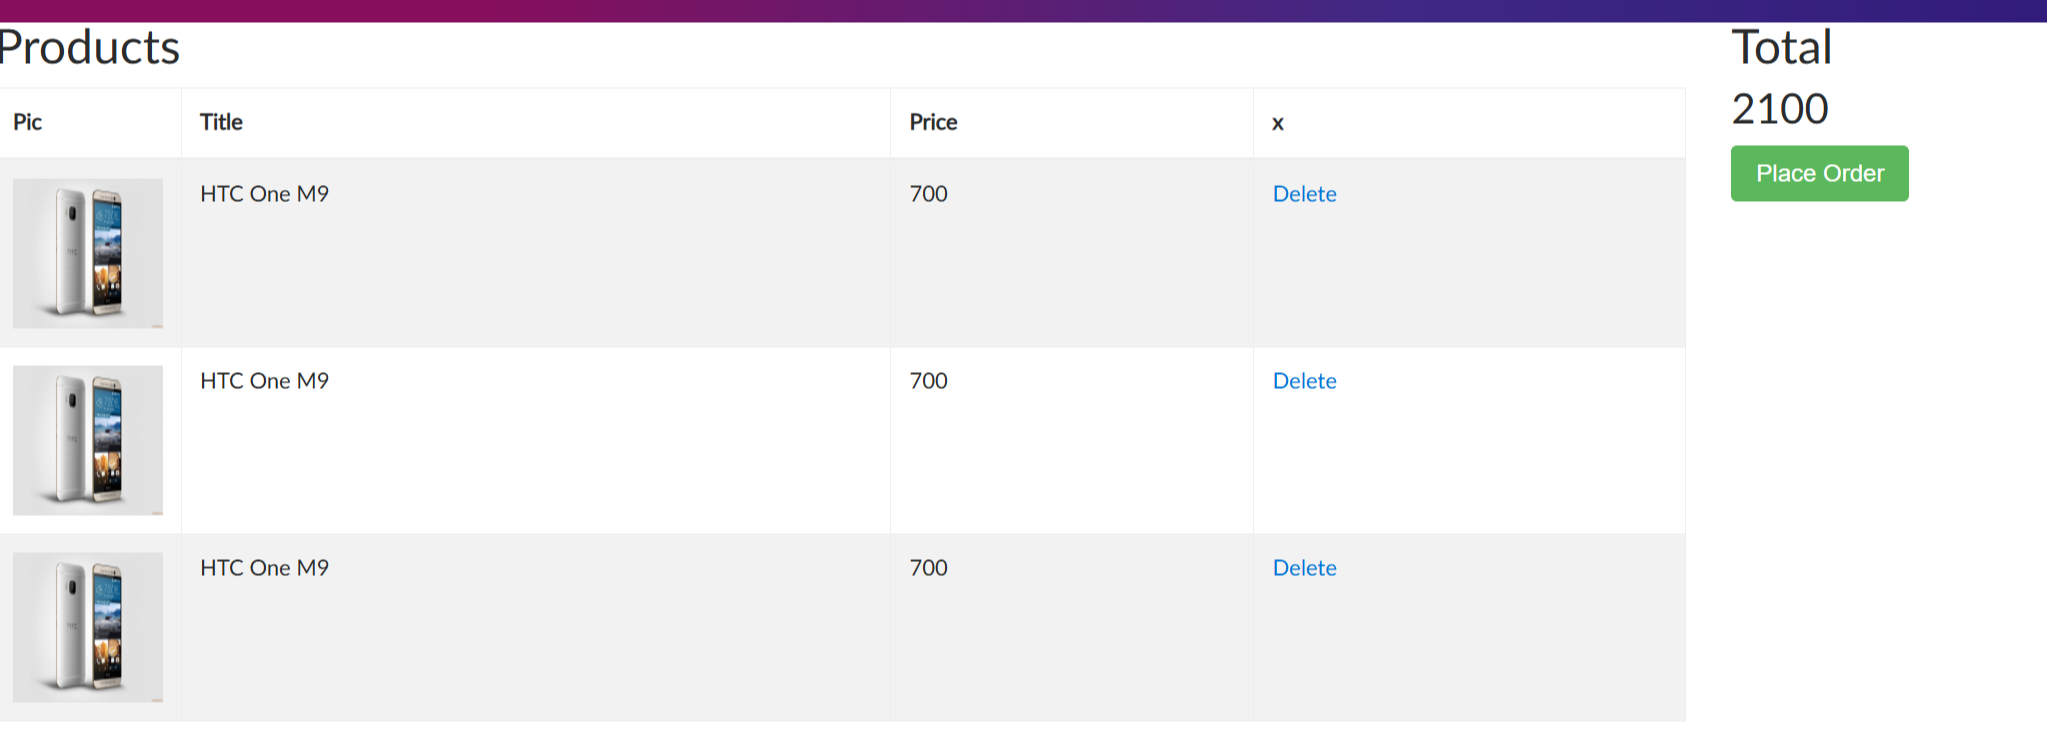 Products
Pic Title Price x
HTC One M9 700 Delete
HTC One M9 700 Delete
HTC One M9 700 Delete
Total
2100
Place Order